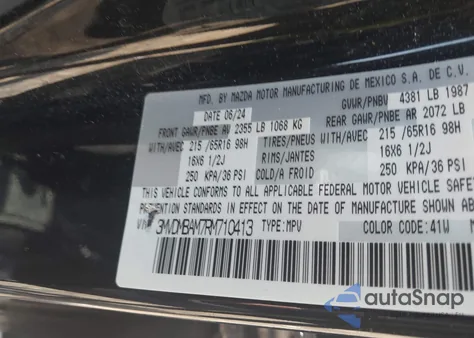 MFD. BY MAZDA MOTOR MANUFACTURING DE MEXICO S.A. DE C.V.
DATE 06/24 GVWR/PNBV 4381 LB 1987
FRONT GAWR/PNBE AV 2355 LB 1068 KG REAR GAWR/PNBE AR 2072 LB
WITH/AVEC 215 /65R16 98H TIRES/PNEUS WITH/AVEC 215 /65R16 98H
16X6 1/2J RIMS/JANTES 16X6 1/2J
250 KPA/36 PSI COLD/A FROID 250 KPA/36 PSI
THIS VEHICLE CONFORMS TO ALL APPLICABLE FEDERAL MOTOR VEHICLE
PREVENTION STANDARDS IN EFFECT ON THE DATE OF MANUFACTURE SHOWN AB
3MVDMBAM7RM710413 TYPE:MPV COLOR CODE:41W
autoSnap